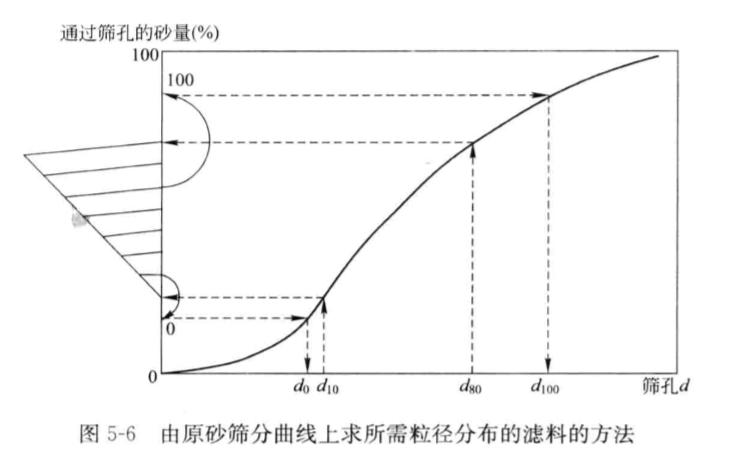 通过筛孔的砂量(%)
100
100
0
0
d₀ d₁₀ d₈₀ d₁₀₀ 筛孔d
图 5-6 由原砂筛分曲线上求所需粒径分布的滤料的方法